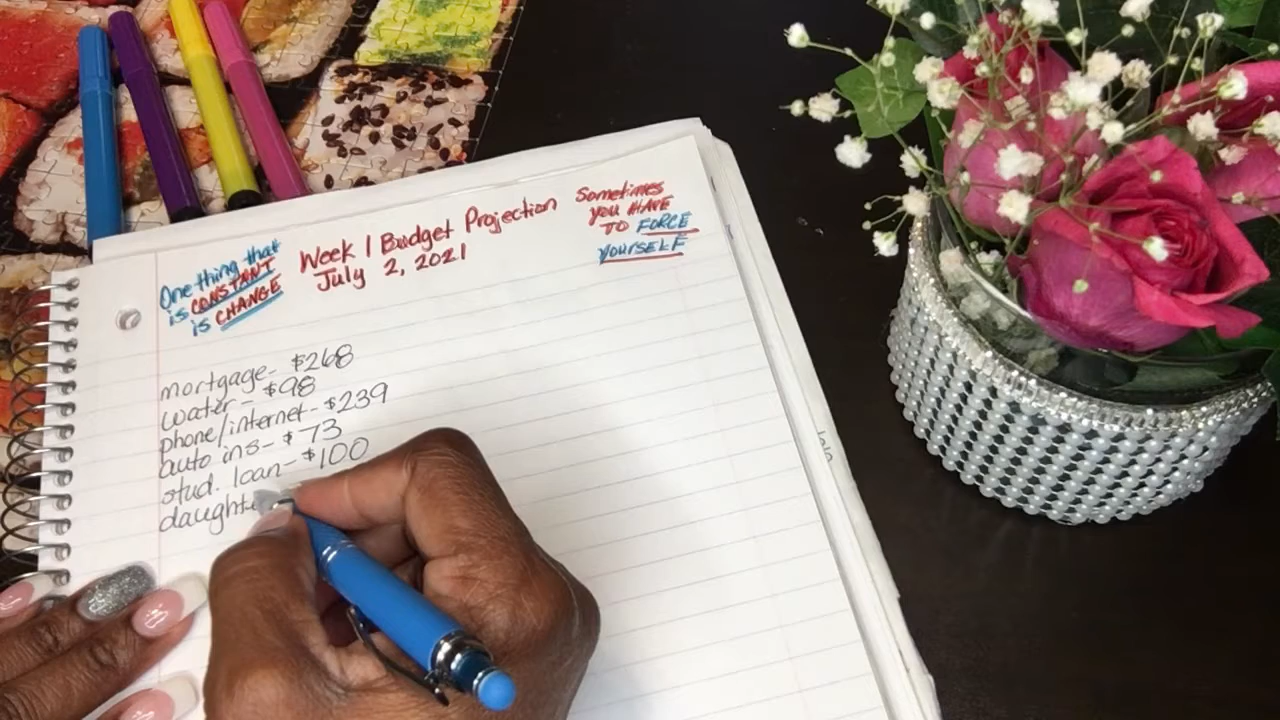 One thing that
is CONSTANT
is CHANGE
Week 1 Budget Projection
July 2, 2021
Sometimes
you HAVE
TO FORCE
YOURSELF
mortgage- $268
water- $98
phone/internet- $239
auto ins- $73
stud. loan- $100